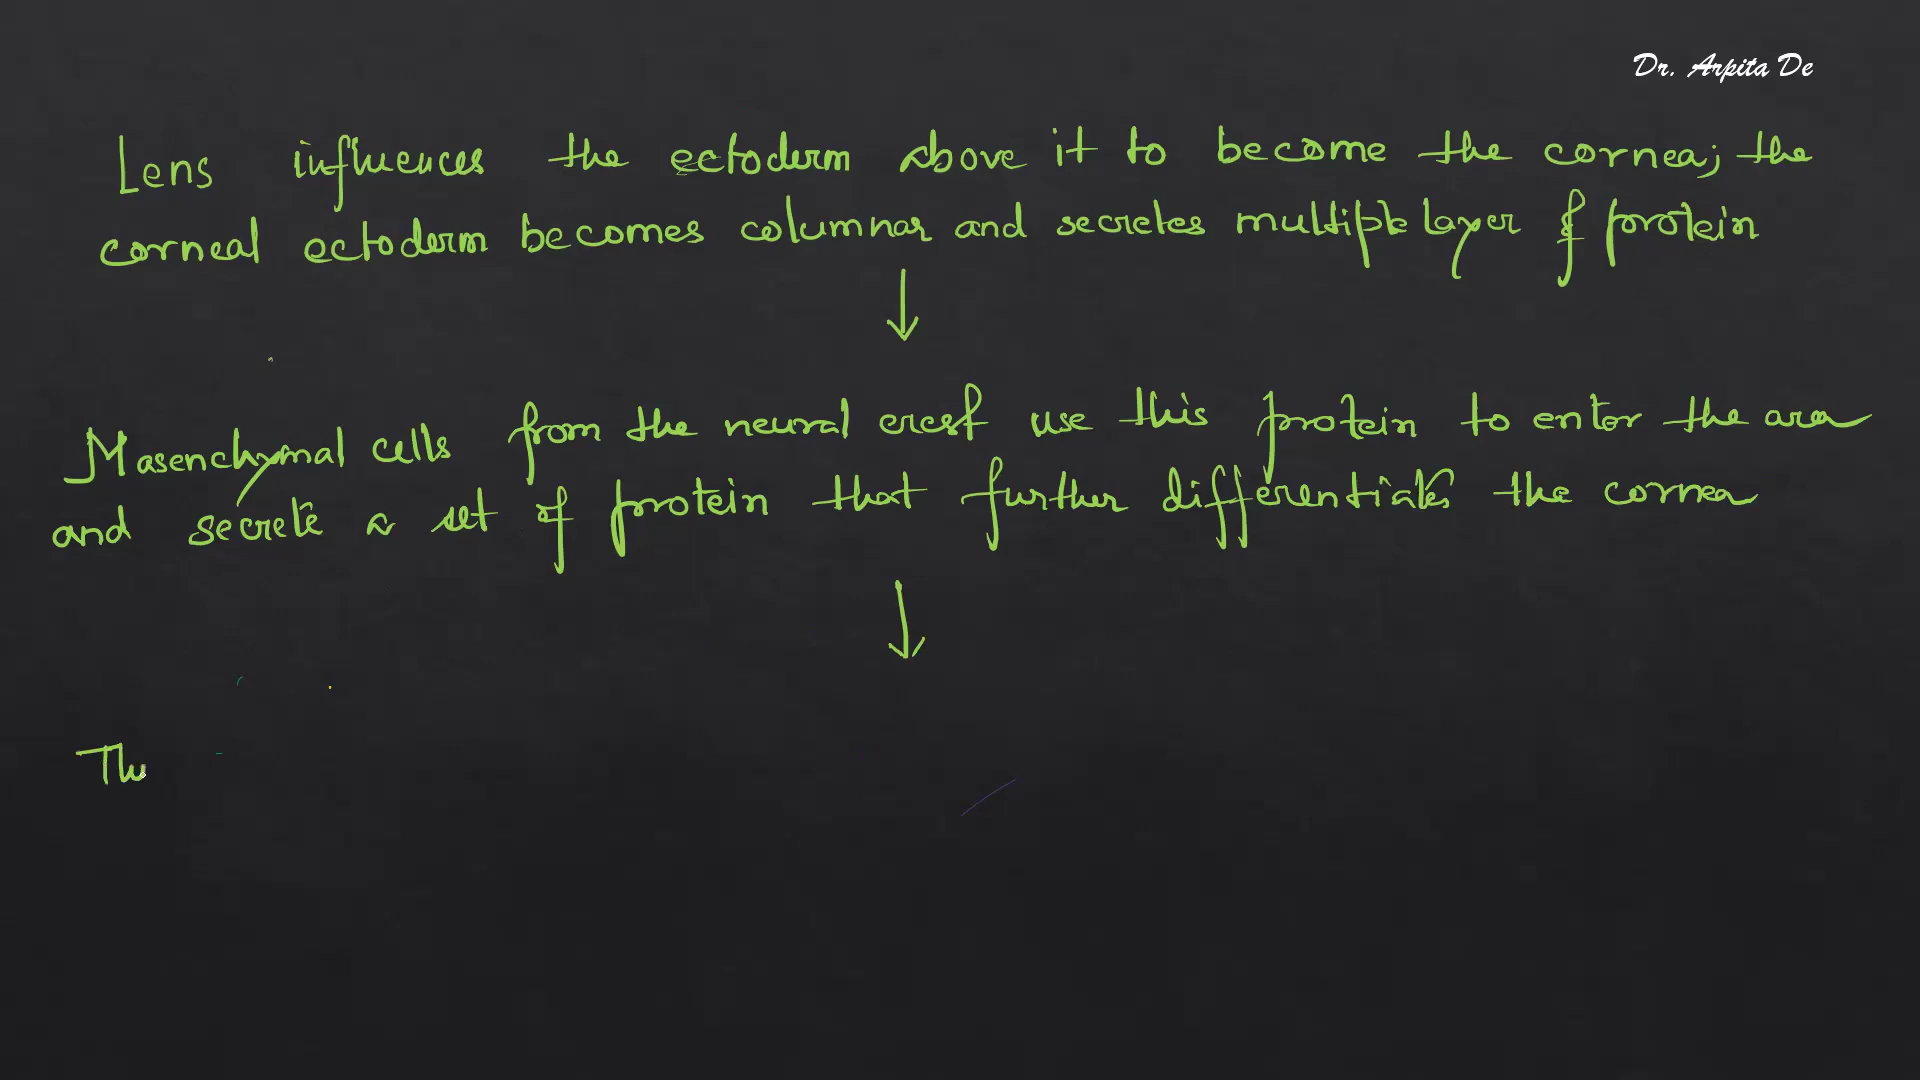 Dr. Arpita De
Lens influences the ectoderm above it to become the cornea; the
corneal ectoderm becomes columnar and secretes multiple layer of protein
↓
Masenchymal cells from the neural crest use this protein to enter the area
and secrete a set of protein that further differentiates the cornea
↓
The